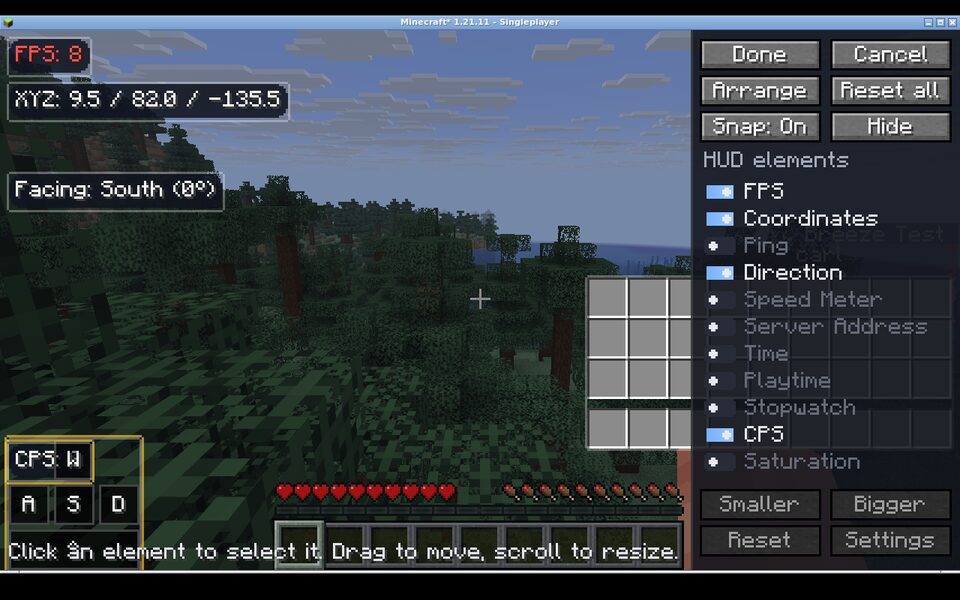 Minecraft* 1.21.11 - Singleplayer
FPS: 8
XYZ: 9.5 / 82.0 / -135.5
Facing: South (0°)
Done
Cancel
Arrange
Reset all
Snap: On
Hide
HUD elements
FPS
Coordinates
Ping
Direction
Speed Meter
Server Address
Time
Playtime
Stopwatch
CPS
Saturation
Smaller
Bigger
Reset
Settings
CPS: W
A S D
Click an element to select it. Drag to move, scroll to resize.